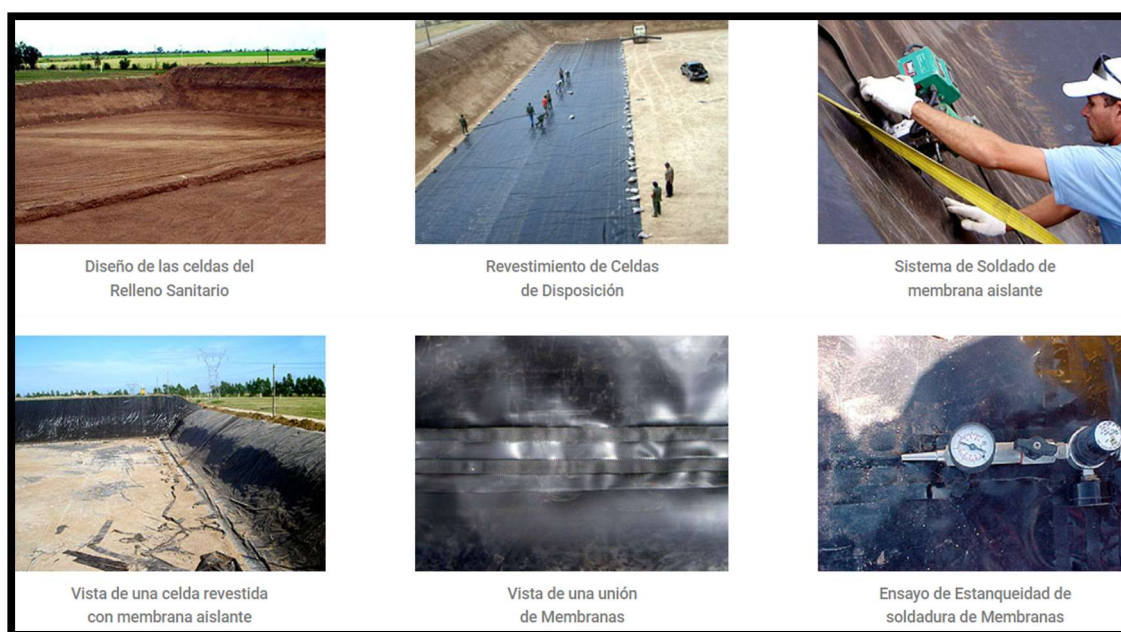 Diseño de las celdas del
Relleno Sanitario
Revestimiento de Celdas
de Disposición
Sistema de Soldado de
membrana aislante
Vista de una celda revestida
con membrana aislante
Vista de una unión
de Membranas
Ensayo de Estanqueidad de
soldadura de Membranas